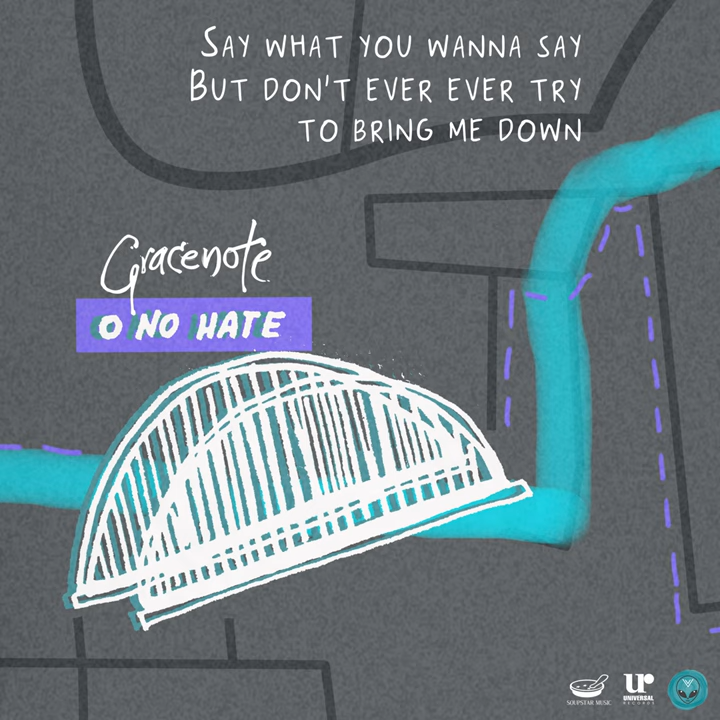 Say what you wanna say
But don't ever ever try
to bring me down
Gracenote
O NO HATE
SOUPSTAR MUSIC
ur
UNIVERSAL
RECORDS